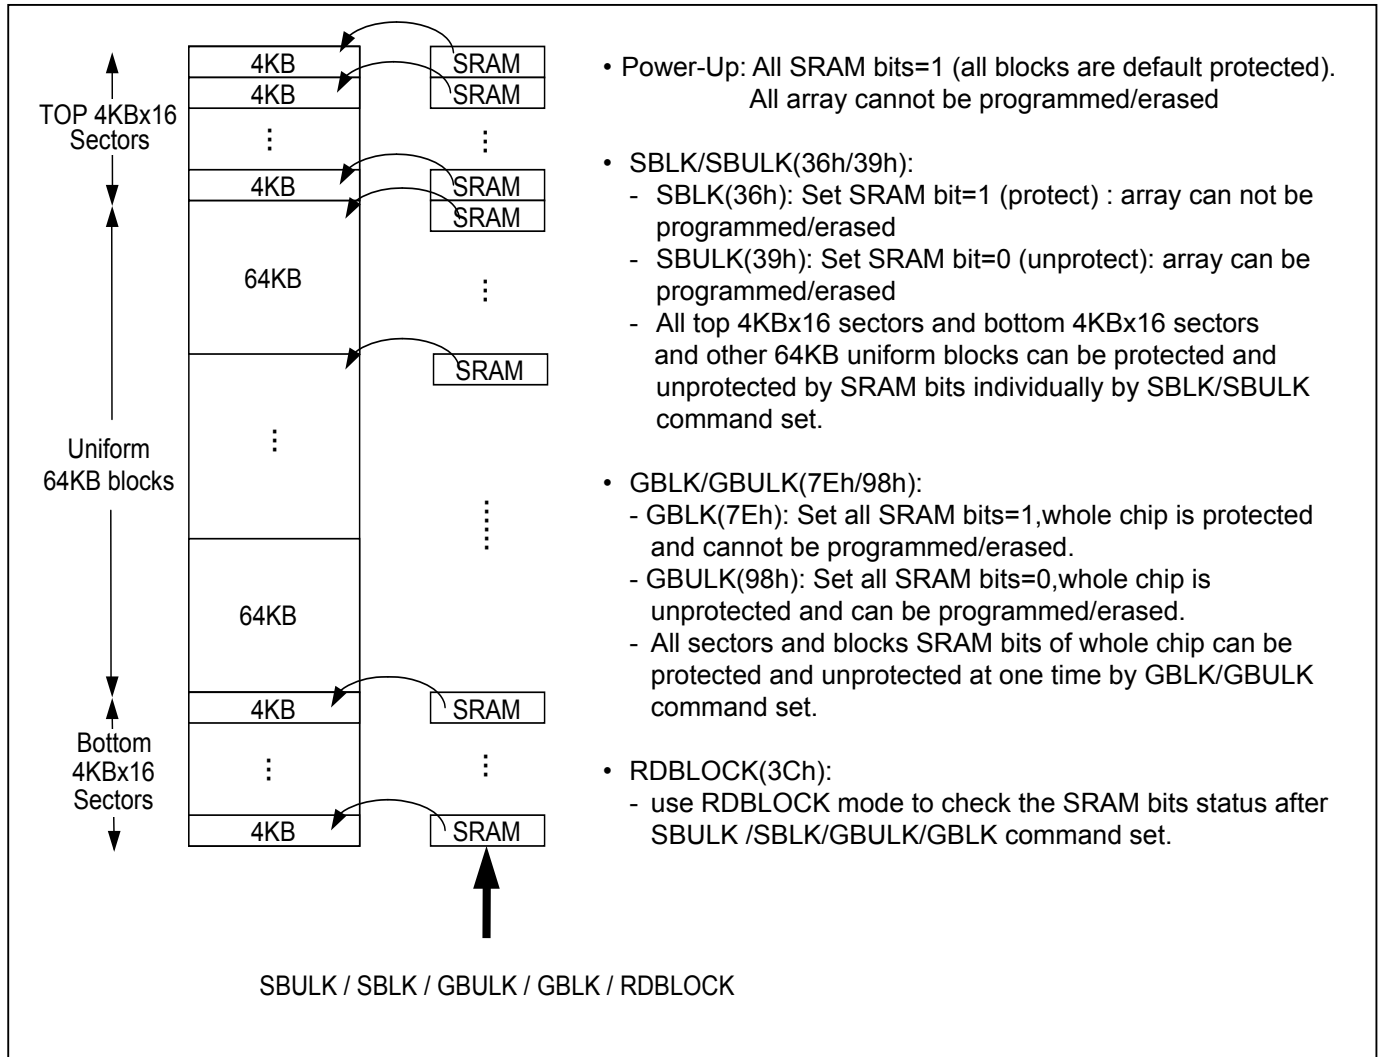 4KB
SRAM
4KB
SRAM
TOP 4KBx16
Sectors
4KB
SRAM
SRAM
64KB
SRAM
Uniform
64KB blocks
64KB
4KB
SRAM
Bottom
4KBx16
Sectors
4KB
SRAM
SBULK / SBLK / GBULK / GBLK / RDBLOCK
• Power-Up: All SRAM bits=1 (all blocks are default protected).
All array cannot be programmed/erased
• SBLK/SBULK(36h/39h):
- SBLK(36h): Set SRAM bit=1 (protect) : array can not be
programmed/erased
- SBULK(39h): Set SRAM bit=0 (unprotect): array can be
programmed/erased
- All top 4KBx16 sectors and bottom 4KBx16 sectors
and other 64KB uniform blocks can be protected and
unprotected by SRAM bits individually by SBLK/SBULK
command set.
• GBLK/GBULK(7Eh/98h):
- GBLK(7Eh): Set all SRAM bits=1,whole chip is protected
and cannot be programmed/erased.
- GBULK(98h): Set all SRAM bits=0,whole chip is
unprotected and can be programmed/erased.
- All sectors and blocks SRAM bits of whole chip can be
protected and unprotected at one time by GBLK/GBULK
command set.
• RDBLOCK(3Ch):
- use RDBLOCK mode to check the SRAM bits status after
SBULK /SBLK/GBULK/GBLK command set.